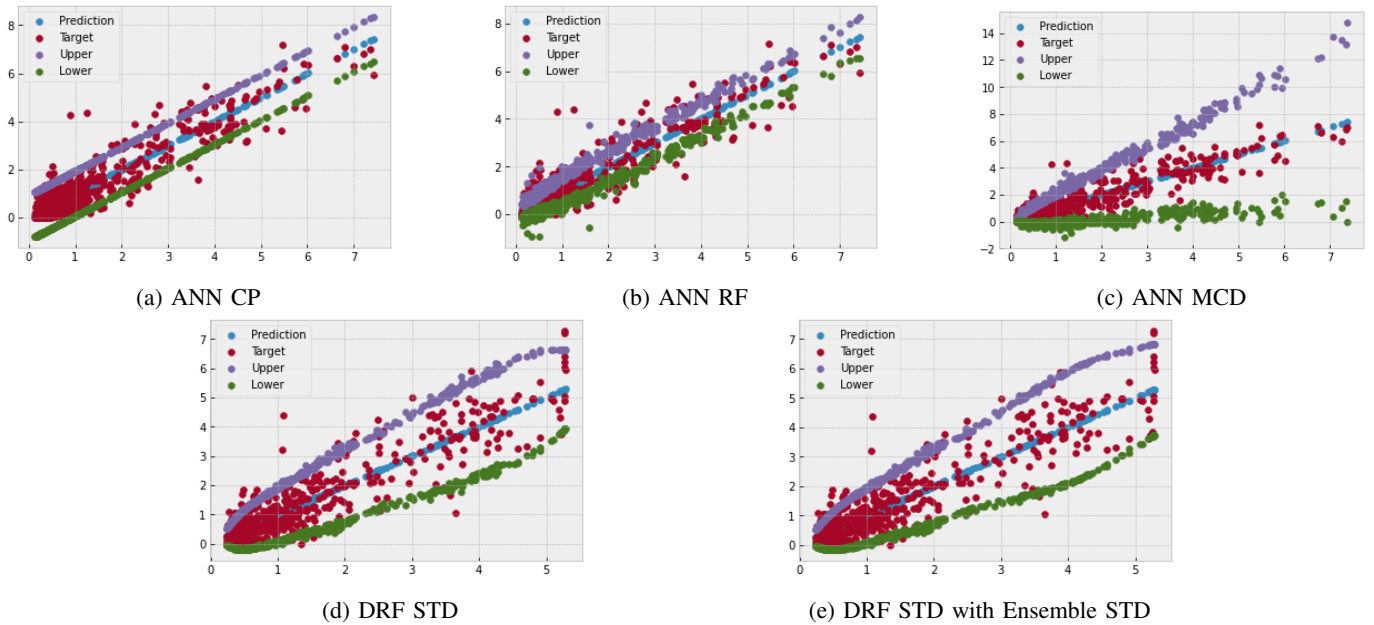 8
6
4
2
0
0
1
2
3
4
5
6
7
Prediction
Target
Upper
Lower
(a) ANN CP
8
6
4
2
0
0
1
2
3
4
5
6
7
Prediction
Target
Upper
Lower
(b) ANN RF
14
12
10
8
6
4
2
0
−2
0
1
2
3
4
5
6
7
Prediction
Target
Upper
Lower
(c) ANN MCD
7
6
5
4
3
2
1
0
0
1
2
3
4
5
Prediction
Target
Upper
Lower
(d) DRF STD
7
6
5
4
3
2
1
0
0
1
2
3
4
5
Prediction
Target
Upper
Lower
(e) DRF STD with Ensemble STD